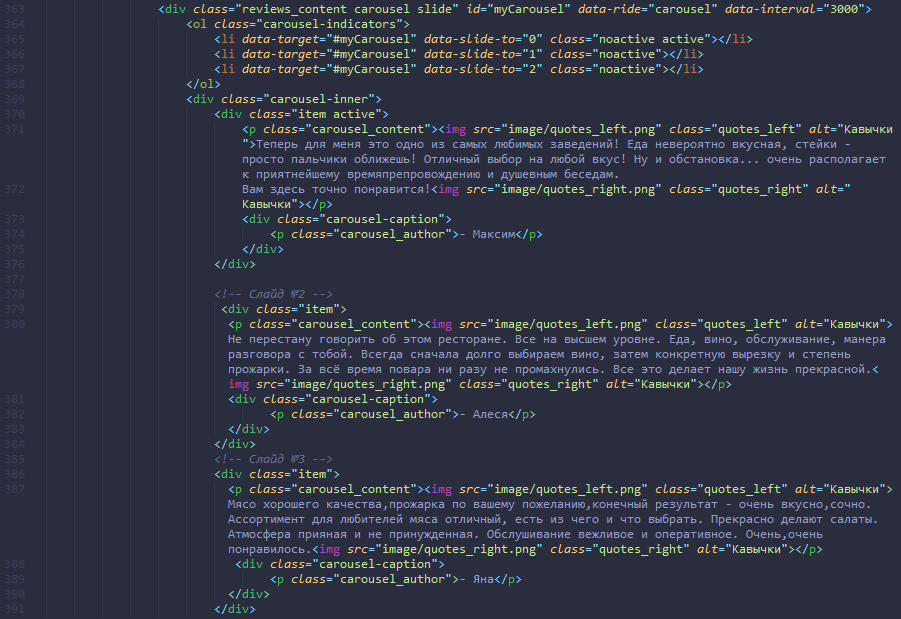 363 <div class="reviews_content carousel slide" id="myCarousel" data-ride="carousel" data-interval="3000">
364 <ol class="carousel-indicators">
365 <li data-target="#myCarousel" data-slide-to="0" class="noactive active"></li>
366 <li data-target="#myCarousel" data-slide-to="1" class="noactive"></li>
367 <li data-target="#myCarousel" data-slide-to="2" class="noactive"></li>
368 </ol>
369 <div class="carousel-inner">
370 <div class="item active">
371 <p class="carousel_content"><img src="image/quotes_left.png" class="quotes_left" alt="Кавычки
">Теперь для меня это одно из самых любимых заведений! Еда невероятно вкусная, стейки -
просто пальчики оближешь! Отличный выбор на любой вкус! Ну и обстановка... очень располагает
к приятнейшему времяпрепровождению и душевным беседам.
372 Вам здесь точно понравится!<img src="image/quotes_right.png" class="quotes_right" alt="
Кавычки"></p>
373 <div class="carousel-caption">
374 <p class="carousel_author">- Максим</p>
375 </div>
376 </div>
377
378 <!-- Слайд №2 -->
379 <div class="item">
380 <p class="carousel_content"><img src="image/quotes_left.png" class="quotes_left" alt="Кавычки">
Не перестану говорить об этом ресторане. Все на высшем уровне. Еда, вино, обслуживание, манера
разговора с тобой. Всегда сначала долго выбираем вино, затем конкретную вырезку и степень
прожарки. За всё время повара ни разу не промахнулись. Все это делает нашу жизнь прекрасной.<
img src="image/quotes_right.png" class="quotes_right" alt="Кавычки"></p>
381 <div class="carousel-caption">
382 <p class="carousel_author">- Алеся</p>
383 </div>
384 </div>
385 <!-- Слайд №3 -->
386 <div class="item">
387 <p class="carousel_content"><img src="image/quotes_left.png" class="quotes_left" alt="Кавычки">
Мясо хорошего качества,прожарка по вашему пожеланию,конечный результат - очень вкусно,сочно.
Ассортимент для любителей мяса отличный, есть из чего и что выбрать. Прекрасно делают салаты.
Атмосфера прияная и не принужденная. Обслушивание вежливое и оперативное. Очень,очень
понравилось.<img src="image/quotes_right.png" class="quotes_right" alt="Кавычки"></p>
388 <div class="carousel-caption">
389 <p class="carousel_author">- Яна</p>
390 </div>
391 </div>